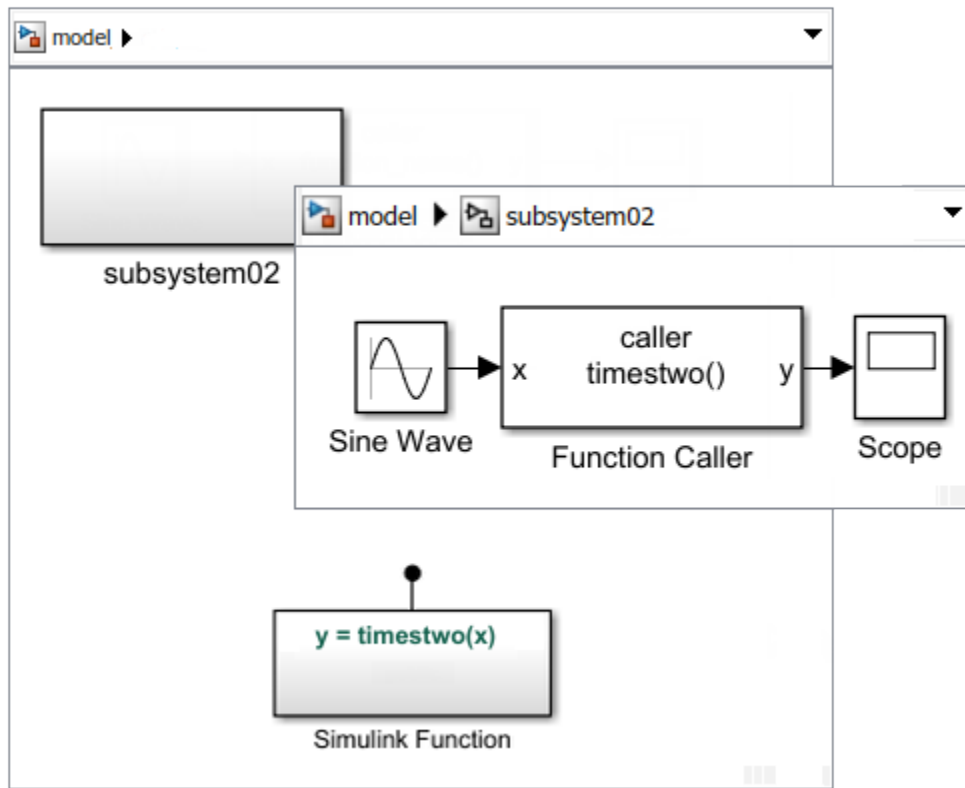 model
subsystem02
model subsystem02
caller
x timestwo() y
Sine Wave
Function Caller
Scope
y = timestwo(x)
Simulink Function